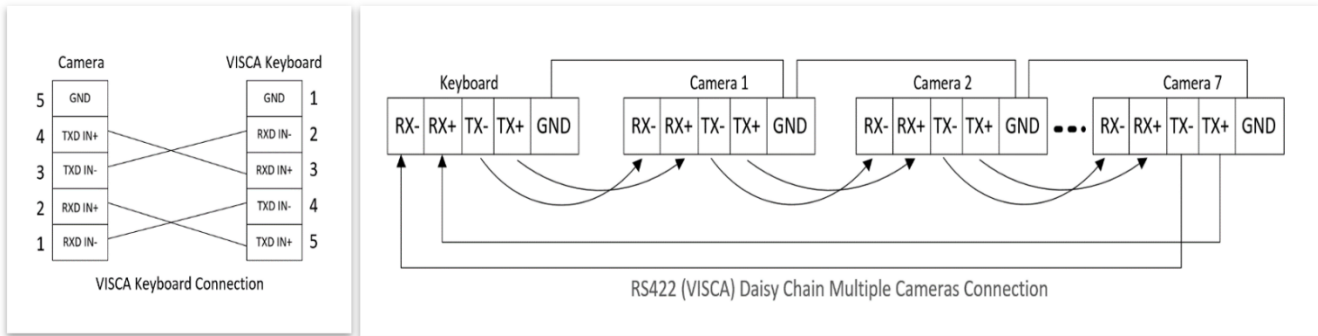 Camera
VISCA Keyboard
5 GND GND 1
4 TXD IN+ RXD IN- 2
3 TXD IN- RXD IN+ 3
2 RXD IN+ TXD IN- 4
1 RXD IN- TXD IN+ 5
VISCA Keyboard Connection
Keyboard
RX- RX+ TX- TX+ GND
Camera 1
RX- RX+ TX- TX+ GND
Camera 2
RX- RX+ TX- TX+ GND
Camera 7
RX- RX+ TX- TX+ GND
RS422 (VISCA) Daisy Chain Multiple Cameras Connection